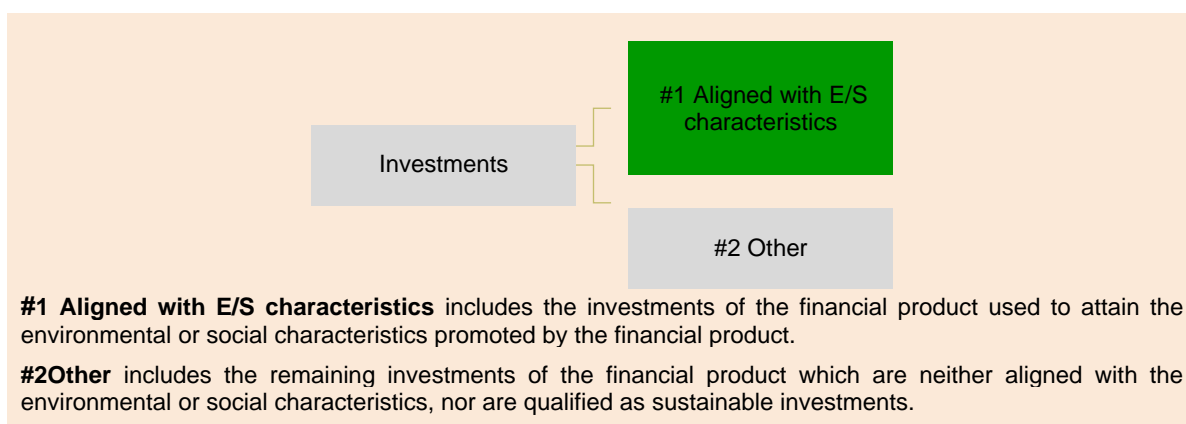 #1 Aligned with E/S
characteristics
Investments
#2 Other
#1 Aligned with E/S characteristics includes the investments of the financial product used to attain the
environmental or social characteristics promoted by the financial product.
#2Other includes the remaining investments of the financial product which are neither aligned with the
environmental or social characteristics, nor are qualified as sustainable investments.